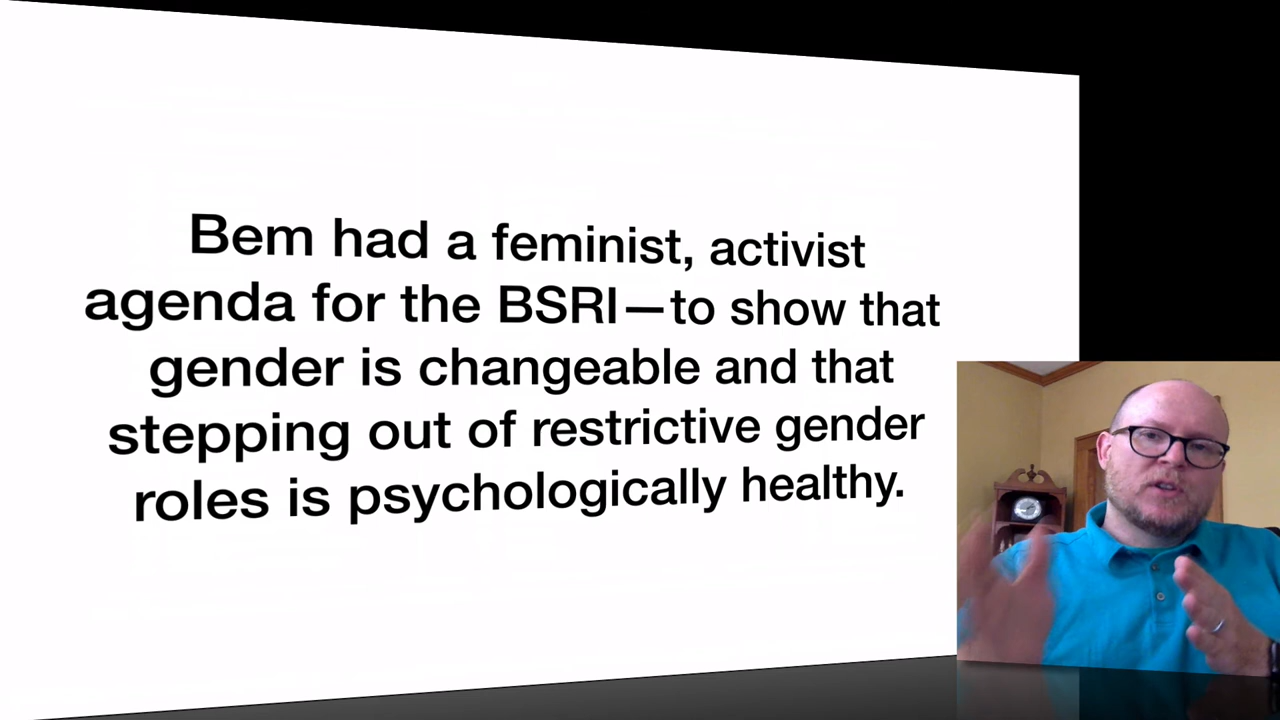 Bem had a feminist, activist
agenda for the BSRI—to show that
gender is changeable and that
stepping out of restrictive gender
roles is psychologically healthy.